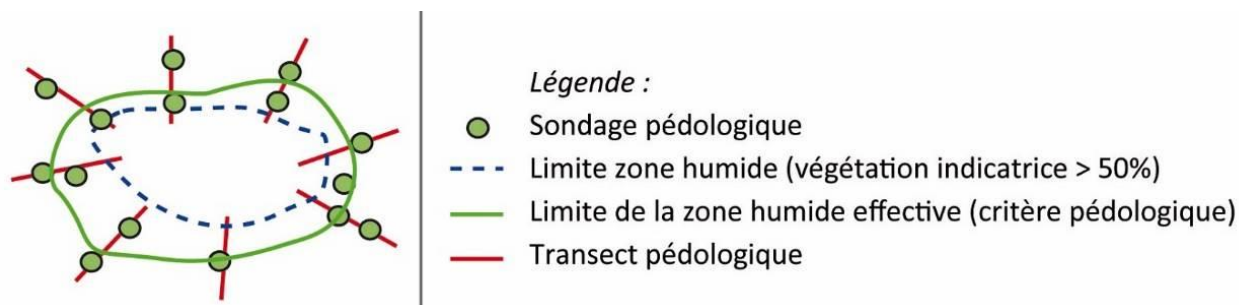 Légende :
Sondage pédologique
Limite zone humide (végétation indicatrice > 50%)
Limite de la zone humide effective (critère pédologique)
Transect pédologique